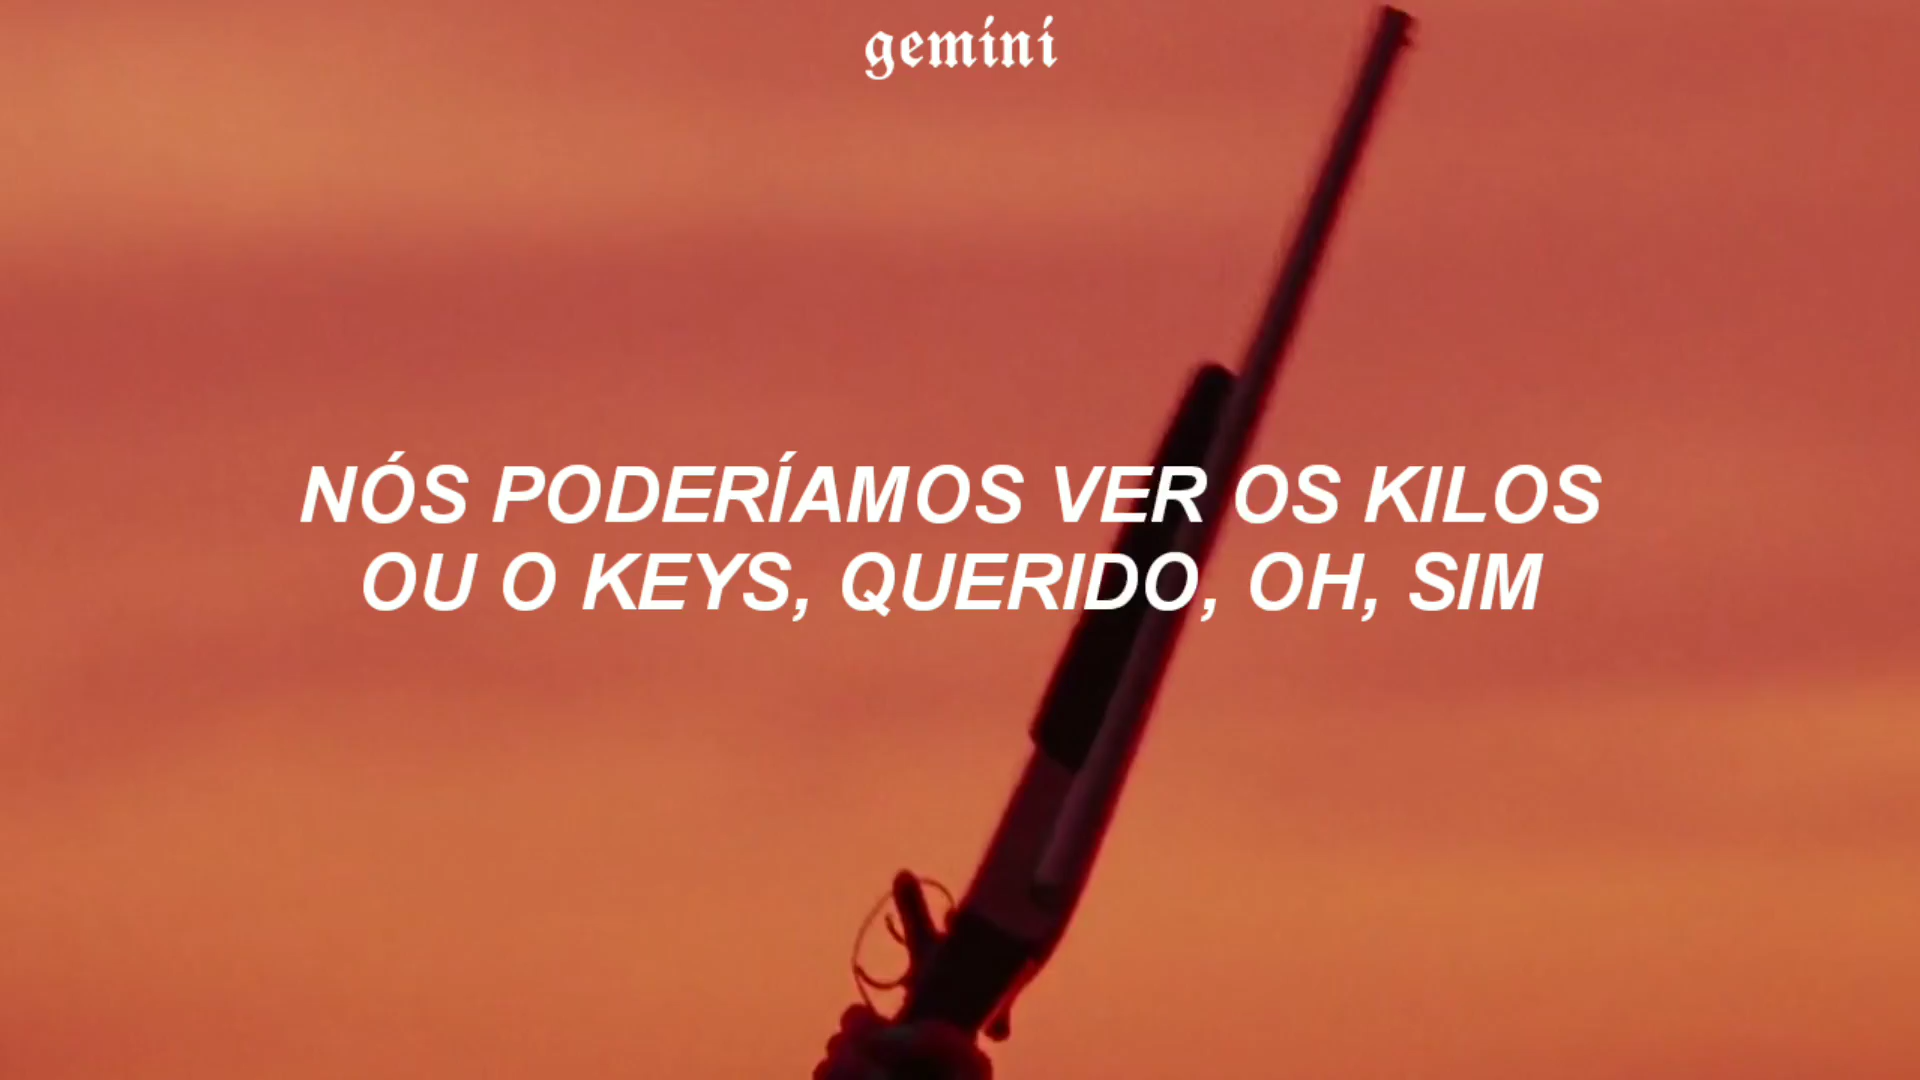 gemini
NÓS PODERÍAMOS VER OS KILOS
OU O KEYS, QUERIDO, OH, SIM